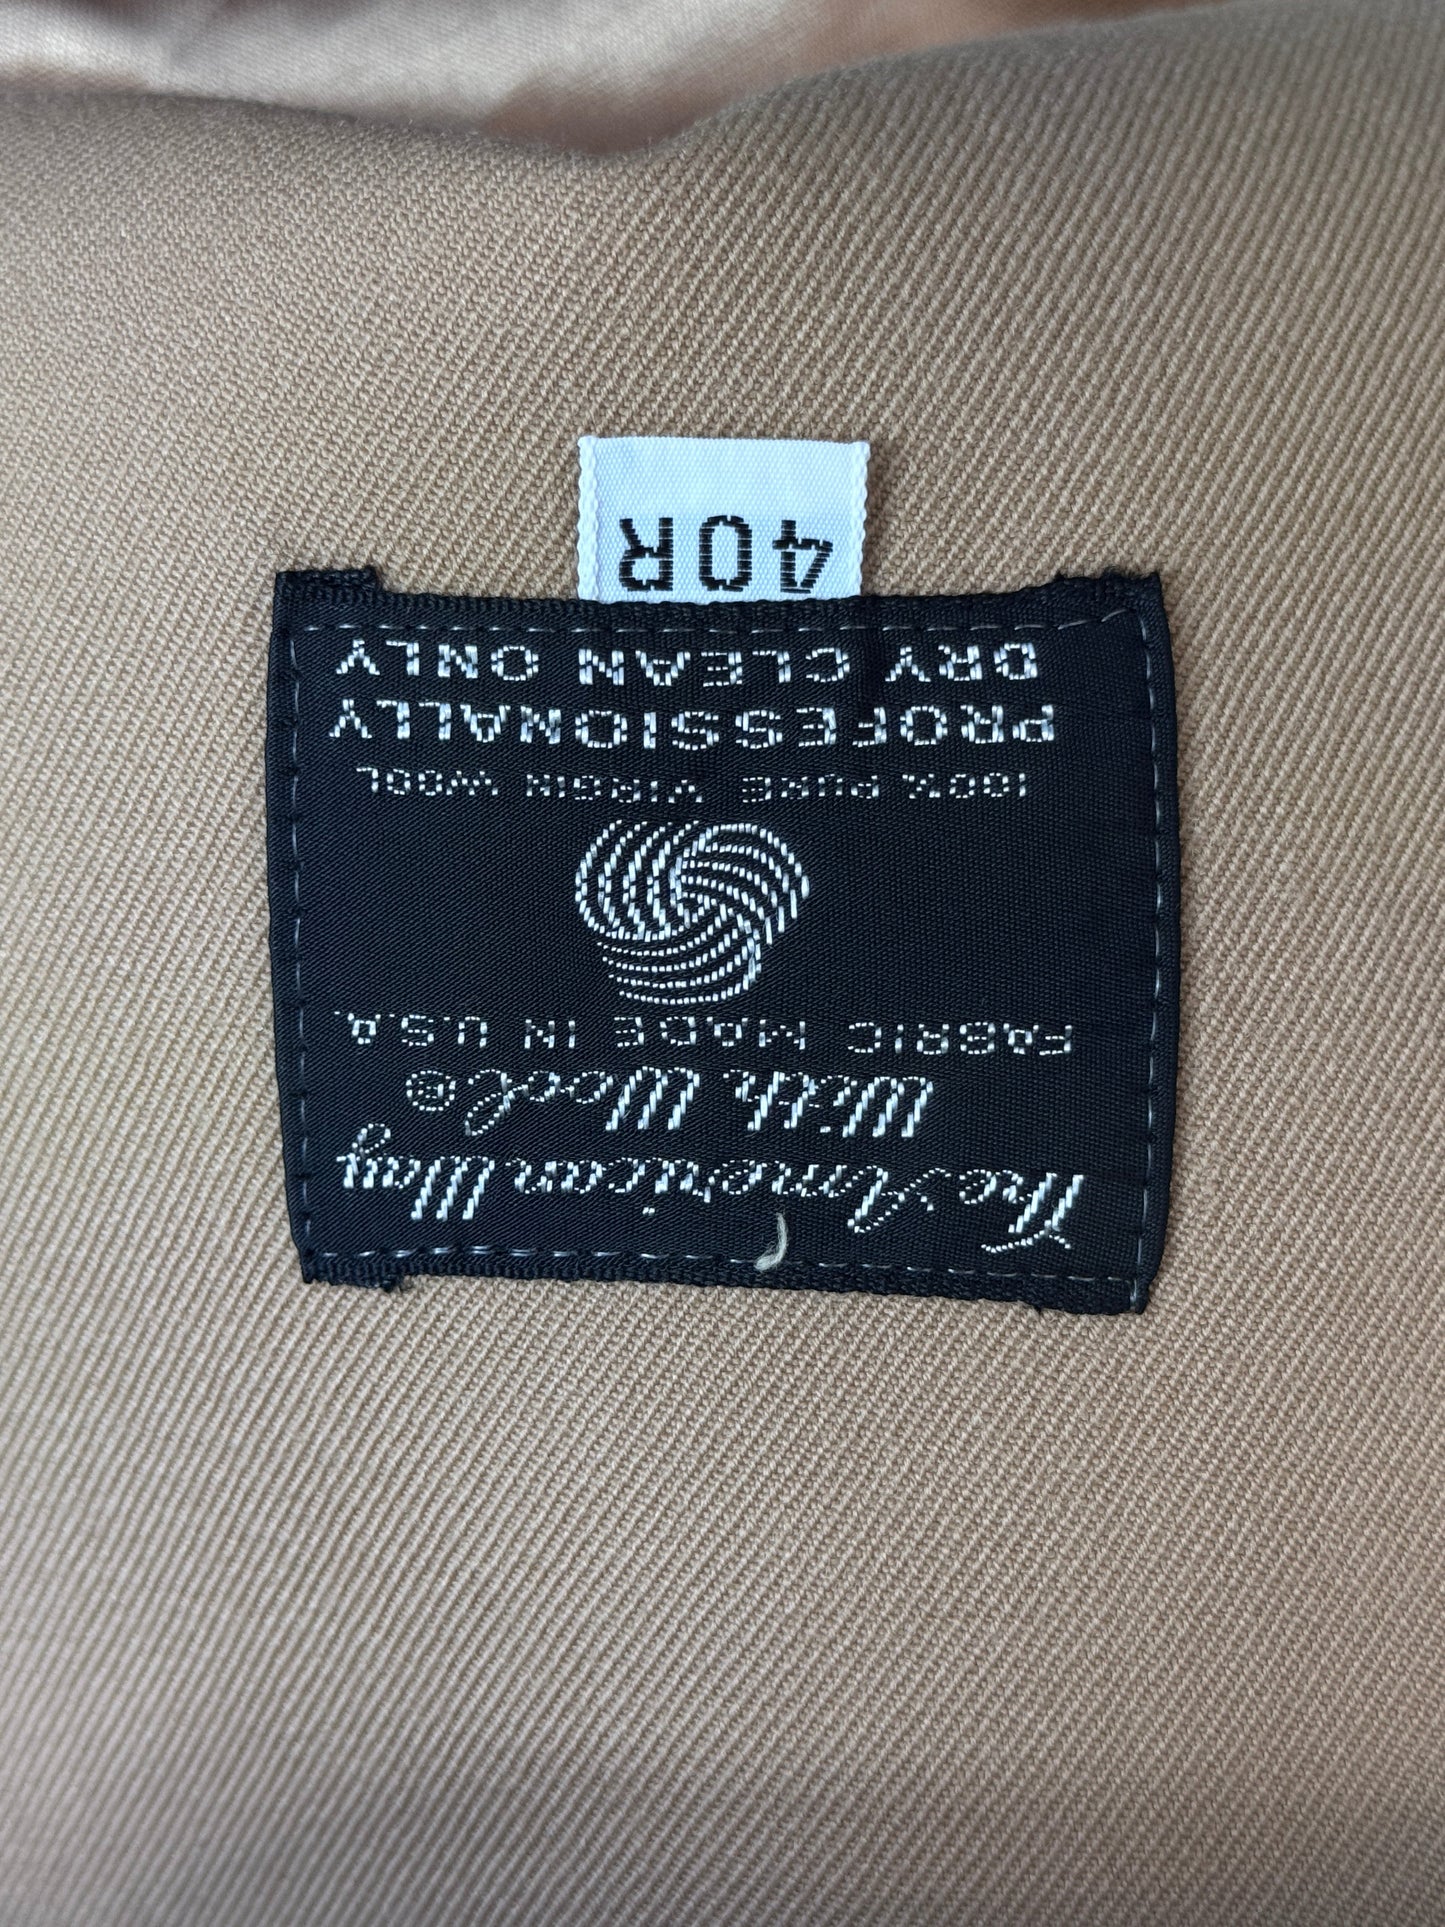 The American Way
With Wool®
FABRIC MADE IN U.S.A.
100% PURE VIRGIN WOOL
PROFESSIONALLY
DRY CLEAN ONLY
40R